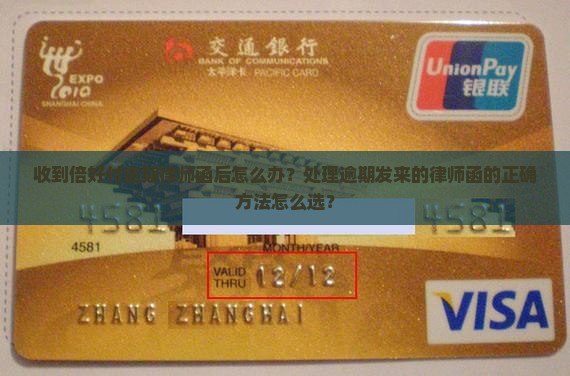 EXPO
2010
SHANGHAI CHINA
交通銀行
BANK OF COMMUNICATIONS
太平洋卡 PACIFIC CARD
UnionPay
银联
收到倍 师函后怎么办？处理逾期发来的律师函的正确
方法怎么选？
4581 4581
4581
MONTH/YEAR
VALID
THRU 12/12
ZHANG ZHANGHAI
VISA